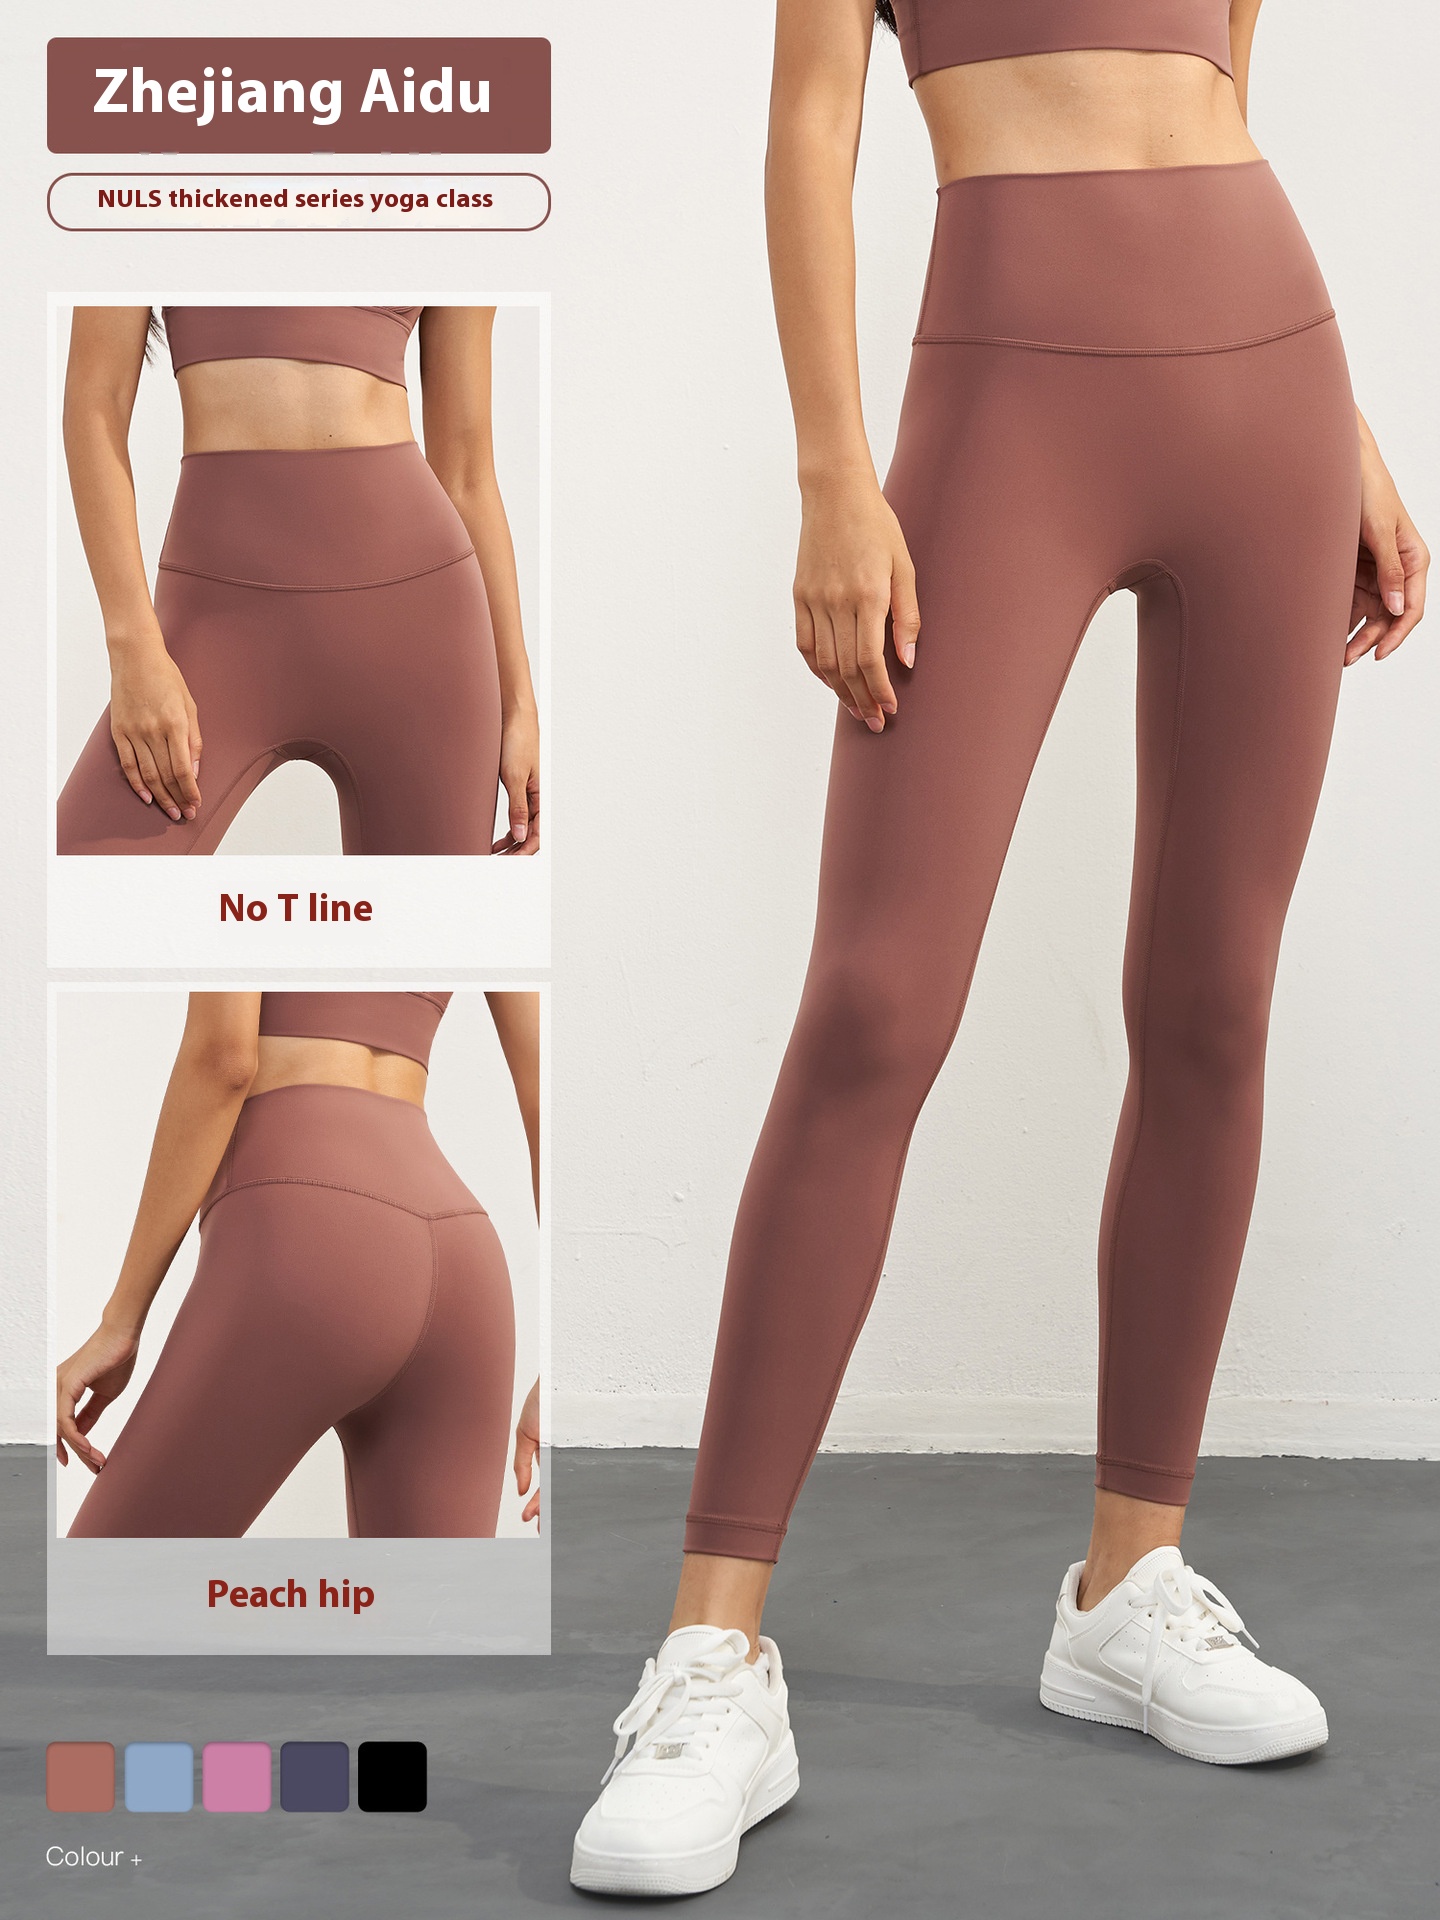 Zhejiang Aidu
NULS thickened series yoga class
No T line
Peach hip
Colour +